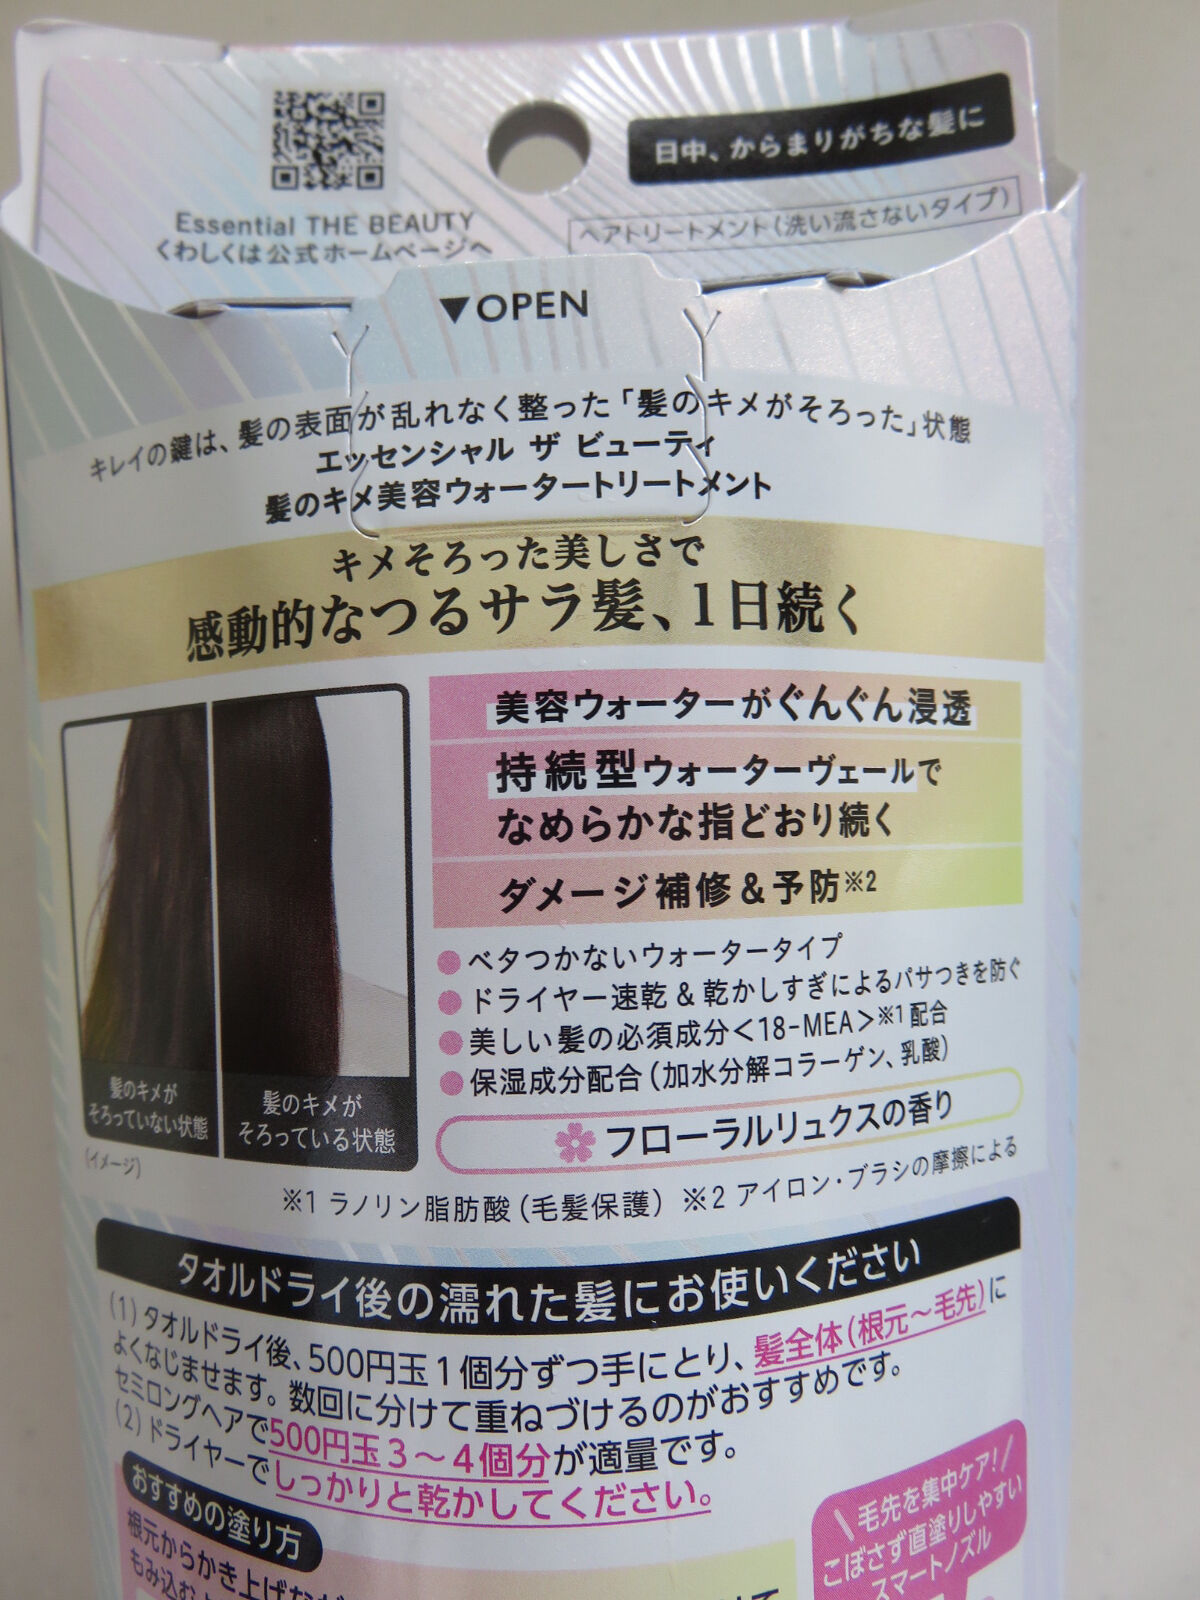 日中、からまりがちな髪に
Essential THE BEAUTY
くわしくは公式ホームページへ
ヘアトリートメント(洗い流さないタイプ)
▼OPEN
キレイの鍵は、髪の表面が乱れなく整った「髪のキメがそろった」状態
エッセンシャル ザ ビューティ
髪のキメ美容ウォータートリートメント
キメそろった美しさで
感動的なつるサラ髪、1日続く
美容ウォーターがぐんぐん浸透
持続型ウォーターヴェールで
なめらかな指どおり続く
ダメージ補修&予防※2
ベタつかないウォータータイプ
ドライヤー速乾&乾かしすぎによるパサつきを防ぐ
美しい髪の必須成分<18-MEA>※1配合
保湿成分配合(加水分解コラーゲン、乳酸)
フローラルリュクスの香り
髪のキメが
そろっていない状態
髪のキメが
そろっている状態
(イメージ)
※1 ラノリン脂肪酸(毛髪保護) ※2 アイロン・ブラシの摩擦による
タオルドライ後の濡れた髪にお使いください
(1)タオルドライ後、500円玉1個分ずつ手にとり、髪全体(根元〜毛先)に
よくなじませます。数回に分けて重ねづけるのがおすすめです。
セミロングヘアで500円玉3〜4個分が適量です。
(2)ドライヤーでしっかりと乾かしてください。
おすすめの塗り方
根元からかき上げなが
もみ込む
毛先を集中ケア!
こぼさず直塗りしやすい
スマートノズル